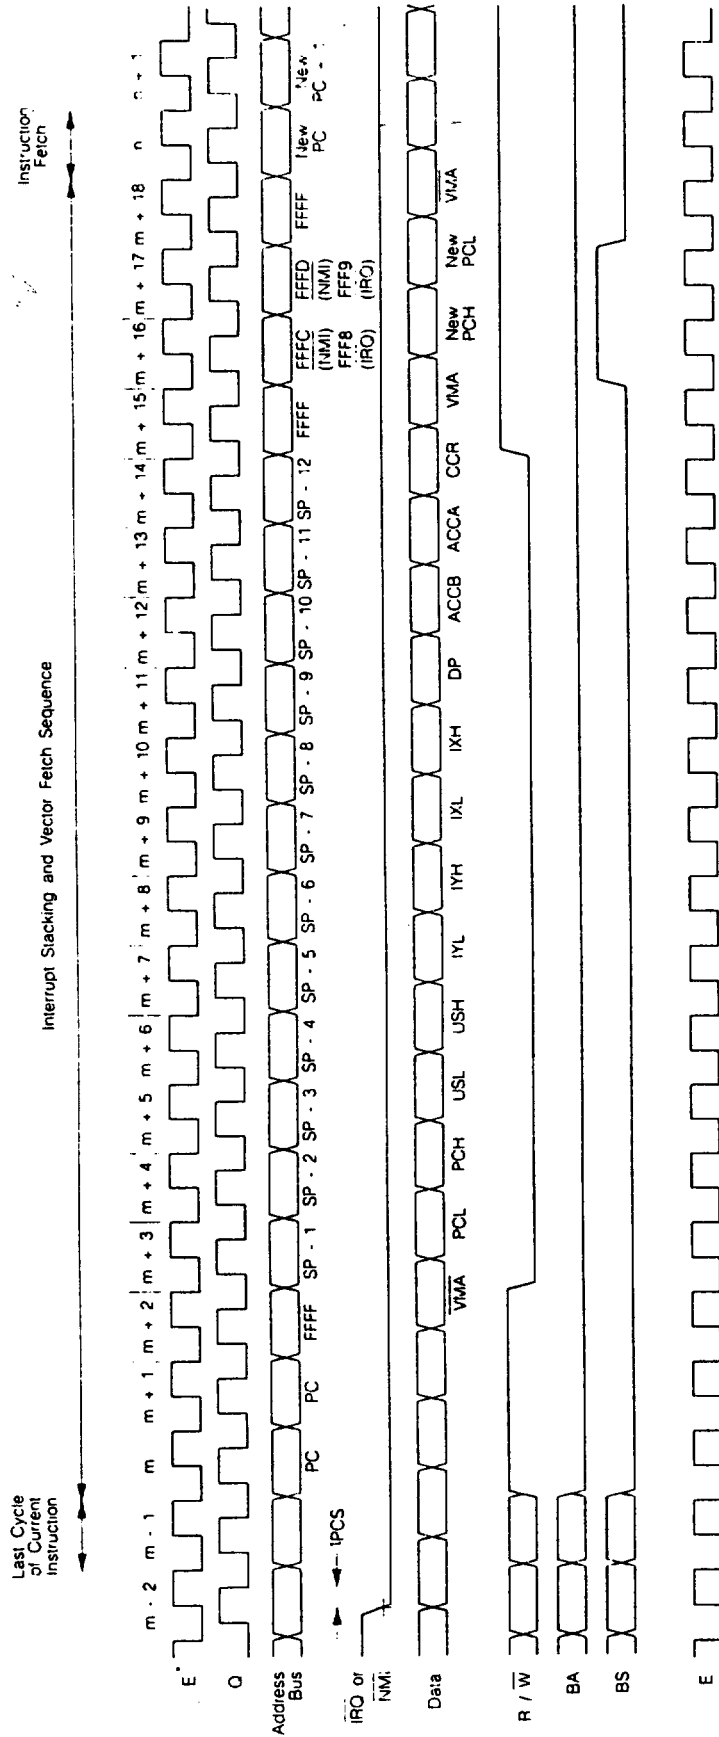 Last Cycle
of Current
Instruction
Interrupt Stacking and Vector Fetch Sequence
Instruction
Fetch
m - 2 m - 1 m m + 1 m + 2 m + 3 m + 4 m + 5 m + 6 m + 7 m + 8 m + 9 m + 10 m + 11 m + 12 m + 13 m + 14 m + 15 m + 16 m + 17 m + 18 n n + 1
E*
Q
Address
Bus
PC PC FFFF SP - 1 SP - 2 SP - 3 SP - 4 SP - 5 SP - 6 SP - 7 SP - 8 SP - 9 SP - 10 SP - 11 SP - 12 FFFF
FFFC
(NMI)
FFF8
(IRQ)
FFFD
(NMI)
FFF9
(IRQ)
FFFF
New
PC
New
PC
IRQ or
NMI
tPCS
Data
VMA PCL PCH USL USH IYL IYH IXL IXH DP ACCB ACCA CCR VMA
New
PCH
New
PCL
VMA
R / W
BA
BS
E